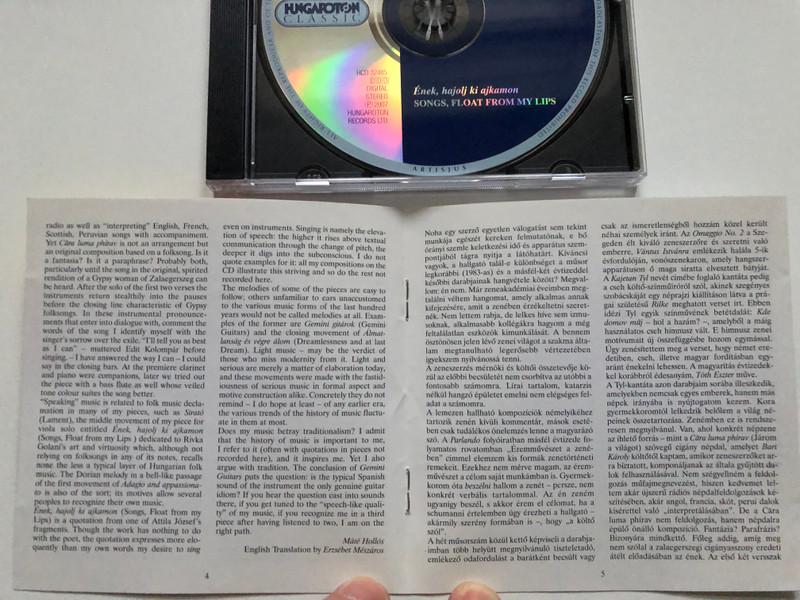 HUNGAROTON
CLASSIC
HCD 32485
DDD
DIGITAL
STEREO
(P) 2007
HUNGAROTON
RECORDS LTD.
Ének, hajolj ki ajkamon
SONGS, FLOAT FROM MY LIPS
ARTISJUS
radio as well as “interpreting” English, French,
Scottish, Peruvian songs with accompaniment.
Yet Căra luma phirav is not an arrangement but
an original composition based on a folksong. Is it
a fantasia? Is it a paraphrase? Probably both,
particularly until the song in the original, spirited
rendition of a Gypsy woman of Zalaegerszeg can
be heard. After the solo of the first two verses the
instruments return stealthily into the pauses
before the closing line characteristic of Gypsy
folksongs. In these instrumental pronounce-
ments that enter into dialogue with, comment the
words of the song I identify myself with the
singer's sorrow over the exile. “I'll tell you as best
as I can” – muttered Edit Kolompár before
singing. – I have answered the way I can – I could
say in the closing bars. At the premiere clarinet
and piano were companions, later we tried out
the piece with a bass flute as well whose veiled
tone colour suites the song better.
“Speaking” music is related to folk music decla-
mation in many of my pieces, such as Sirató
(Lament), the middle movement of my piece for
viola solo entitled Ének, hajolj ki ajkamon
(Songs, Float from my Lips ) dedicated to Rivka
Golani's art and virtuosity which, although not
relying on folksongs in any of its notes, recalls
none the less a typical layer of Hungarian folk
music. The Dorian melody in a bell-like passage
of the first movement of Adagio and appassiona-
to is also of the sort; its motives allow several
peoples to recognize their own music.
Ének, hajolj ki ajkamon (Songs, Float from my
Lips) is a quotation from one of Attila József's
fragments. Though the work has nothing to do
with the poet, the quotation expresses more elo-
quently than my own words my desire to sing
4
even on instruments. Singing is namely the eleva-
tion of speech: the higher it rises above textual
communication through the change of pitch, the
deeper it digs into the subconscious. I do not
quote examples for it: all my compositions on the
CD illustrate this striving and so do the rest not
recorded here.
The melodies of some of the pieces are easy to
follow; others unfamiliar to ears unaccustomed
to the various music forms of the last hundred
years would not be called melodies at all. Exam-
ples of the former are Gemini gitárok (Gemini
Guitars) and the closing movement of Álmat-
lanság és végre álom (Dreamlessness and at last
Dream). Light music – may be the verdict of
those who miss modernity from it. Light and
serious are merely a matter of elaboration today,
and these movements were made with the fastid-
iousness of serious music in formal aspect and
motive construction alike. Concretely they do not
remind – I do hope at least – of any earlier era,
the various trends of the history of music fluctu-
ate in them at most.
Does my music betray traditionalism? I admit
that the history of music is important to me,
I refer to it (often with quotations in pieces not
recorded here), and it inspires me. Yet I also
argue with tradition. The conclusion of Gemini
Guitars puts the question: is the typical Spanish
sound of the instrument the only genuine guitar
idiom? If you hear the question cast into sounds
there, if you get tuned to the “speech-like quali-
ty” of my music, if you recognize me in a third
piece after having listened to two, I am on the
right path.
Máté Hollós
English Translation by Erzsébet Mészáros
Noha egy szerző egyetlen válogatást sem tekint
munkája egészét kereken felmutatónak, e bő
órányi szemle keletkezési idő és apparátus szem-
pontjából tágra nyitja a látóhatárt. Kíváncsi
vagyok, a hallgató talál-e különbséget a műsor
legkorábbi (1983-as) és a másfél-két évtizeddel
későbbi darabjainak hangvétele között? Megval-
lom: én nem. Már zeneakadémiai éveimben meg-
találni véltem hangomat, amely alkalmas annak
kifejezésére, amit a zenében érzékeltetni szeret-
nék. Nem lettem rabja, de lelkes híve sem izmu-
soknak, alkalmasabb kollégákra hagyom a még
feltalálatlan eszközök kimunkálását. A bennem
ösztönösen jelen lévő zenei világot a szakma álta-
lam megtanulható legerősebb vértezetében
igyekszem nyilvánossá tenni.
A zeneszerzés mérnöki és költői összetevője kö-
zül az előbbi becsületét nem csorbítva az utóbbi a
fontosabb számomra. Lírai tartalom, katarzis
nélkül hangzó épületet emelni nem elégséges fel-
adat a számomra.
A lemezen hallható kompozíciók némelyikéhez
tartozik zenén kívüli kommentár, mások eseté-
ben csak tudálékos önelemzés lenne a magyarázó
szó. A Parlando folyóiratban másfél évtizede fo-
lyamatos rovatomban „Éremművészet a zené-
ben” címmel elemzem kis formák zenetörténeti
remekeit. Ezekhez nem mérve magam, az érem-
művészet a célom saját munkámban is. Gyermek-
korom óta beszélni hallom a zenét – persze, nem
konkrét verbális tartalommal. Az én zeném
ugyanígy beszél, s akkor érem el célomat, ha a
schumanni értelemben úgy érezheti a hallgató –
akármily szerény formában is –, hogy „a költő
szól”.
A hét műsorszám közül kettő képviseli a darabja-
imban több helyütt megnyilvánuló tiszteletadó,
emlékező odafordulást a barátként becsült vagy
csak az ismeretlenségből hozzám közel került
néhai személyek iránt. Az Omaggio No. 2 a Sze-
geden élt kiváló zeneszerzőre és szeretni való
emberre, Vántus Istvánra emlékezik halála 5-ik
évfordulóján, vonószenekaron, amely hangszer-
apparátuson ő maga siratta elvesztett bátyját.
A Kajetan Tyl nevét címébe foglaló kantáta pedig
a cseh költő-színműíróról szól, akinek szegényes
szobácskáját egy néprajzi kiállításon látva a prá-
gai születésű Rilke meghatott verset írt. Ebben
idézi Tyl egyik színművének betétdalát: Kde
domov můj – hol a hazám? –, amelyből a máig
használatos cseh himnusz vált. E himnusz zenei
motívumait új összefüggésbe hozom egymással.
Úgy zenésítettem meg a verset, hogy német ere-
detiben, cseh, illetve magyar fordításban egy-
aránt énekelni lehessen. A magyarítás évtizedek-
kel korábbról édesanyám, Tóth Eszter műve.
A Tyl-kantáta azon darabjaim sorába illeszkedik,
amelyekben nemcsak egyes emberek, hanem más
népek irányába is nyújtogatom kezem. Kora
gyermekkoromtól lelkedzik belőlem a világ né-
peinek összetartozása. Zenémben ez is rendsze-
resen megnyilvánul. Van, ahol konkrét népzene
az ihlető forrás – mint a Căra luma phirav (Járom
a világot) szövegű cigány népdal, amelyet Bari
Károly költőtől kaptam, amikor zeneszerzőket ar-
ra biztatott, komponáljanak az általa gyűjtött da-
lok felhasználásával. Nem szégyellném a feldol-
gozás műfajmegnevezést, hiszen kedvemet lel-
tem akár újszerű rádiós népdalfeldolgozások ké-
szítésében, akár angol, francia, skót, perui dalok
kísérettel való „interpretálásában”. De a Căra
luma phirav nem feldolgozás, hanem népdalra
épülő önálló kompozíció. Fantázia? Parafrázis?
Bizonyára mindkettő. Főleg addig, amíg meg
nem szólal a zalaegerszegi cigányasszony eredeti
átélt előadásában az ének. Az első két versszak
5